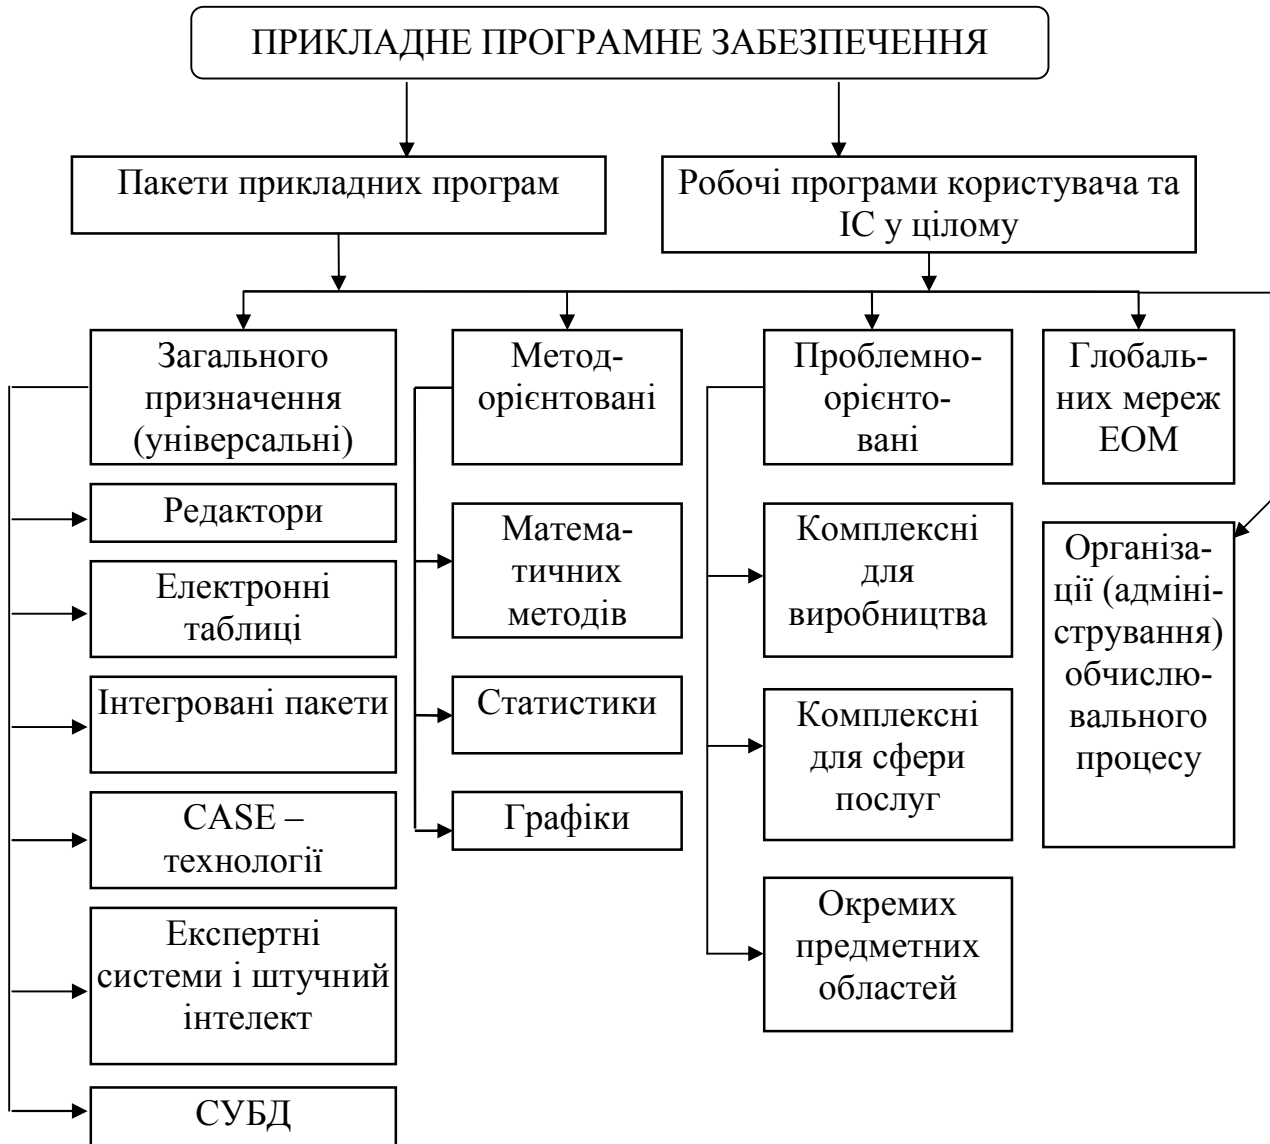 ПРИКЛАДНЕ ПРОГРАМНЕ ЗАБЕЗПЕЧЕННЯ
Пакети прикладних програм
Робочі програми користувача та
ІС у цілому
Загального
призначення
(універсальні)
Редактори
Електронні
таблиці
Інтегровані пакети
CASE –
технології
Експертні
системи і штучний
інтелект
СУБД
Метод-
орієнтовані
Матема-
тичних
методів
Статистики
Графіки
Проблемно-
орієнто-
вані
Комплексні
для
виробництва
Комплексні
для сфери
послуг
Окремих
предметних
областей
Глобаль-
них мереж
ЕОМ
Організа-
ції (адміні-
стрування)
обчислю-
вального
процесу